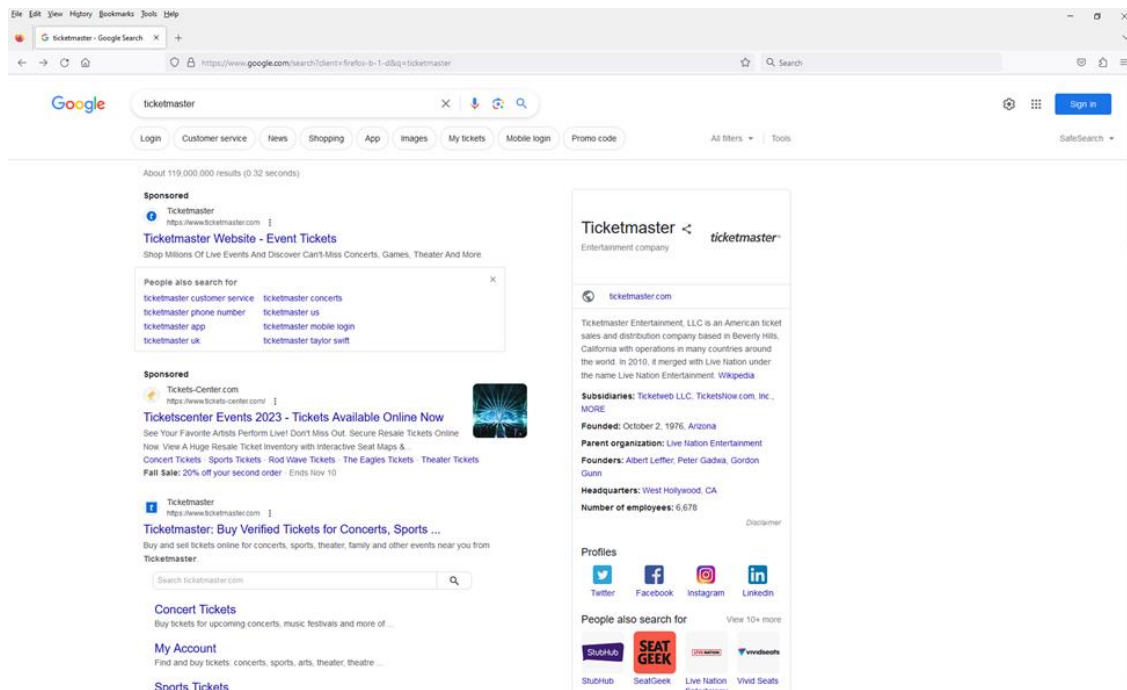 File Edit View History Bookmarks Tools Help
ticketmaster - Google Search
https://www.google.com/search?client=firefox-b-1-d&q=ticketmaster
Search
Google
ticketmaster
Sign in
Login Customer service News Shopping App Images My tickets Mobile login Promo code
All filters Tools
SafeSearch
About 119,000,000 results (0.32 seconds)
Sponsored
Ticketmaster
https://www.ticketmaster.com
Ticketmaster Website - Event Tickets
Shop Millions Of Live Events And Discover Can't-Miss Concerts, Games, Theater And More
People also search for
ticketmaster customer service ticketmaster concerts
ticketmaster phone number ticketmaster us
ticketmaster app ticketmaster mobile login
ticketmaster uk ticketmaster taylor swift
Sponsored
Tickets-Center.com
https://www.tickets-center.com/
Ticketscenter Events 2023 - Tickets Available Online Now
See Your Favorite Artists Perform Live! Don't Miss Out. Secure Resale Tickets Online
Now. View A Huge Resale Ticket Inventory with Interactive Seat Maps &...
Concert Tickets · Sports Tickets · Rod Wave Tickets · The Eagles Tickets · Theater Tickets
Fall Sale: 20% off your second order · Ends Nov 10
Ticketmaster
https://www.ticketmaster.com
Ticketmaster: Buy Verified Tickets for Concerts, Sports ...
Buy and sell tickets online for concerts, sports, theater, family and other events near you from
Ticketmaster.
Search ticketmaster.com
Concert Tickets
Buy tickets for upcoming concerts, music festivals and more of ...
My Account
Find and buy tickets: concerts, sports, arts, theater, theatre ...
Sports Tickets
Ticketmaster
Entertainment company
ticketmaster
ticketmaster.com
Ticketmaster Entertainment, LLC is an American ticket
sales and distribution company based in Beverly Hills,
California with operations in many countries around
the world. In 2010, it merged with Live Nation under
the name Live Nation Entertainment. Wikipedia
Subsidiaries: Ticketweb LLC, TicketsNow.com, Inc.,
MORE
Founded: October 2, 1976, Arizona
Parent organization: Live Nation Entertainment
Founders: Albert Leffler, Peter Gadwa, Gordon
Gunn
Headquarters: West Hollywood, CA
Number of employees: 6,678
Disclaimer
Profiles
Twitter Facebook Instagram LinkedIn
People also search for
View 10+ more
StubHub SEAT GEEK LIVE NATION vividseats
StubHub SeatGeek Live Nation Vivid Seats